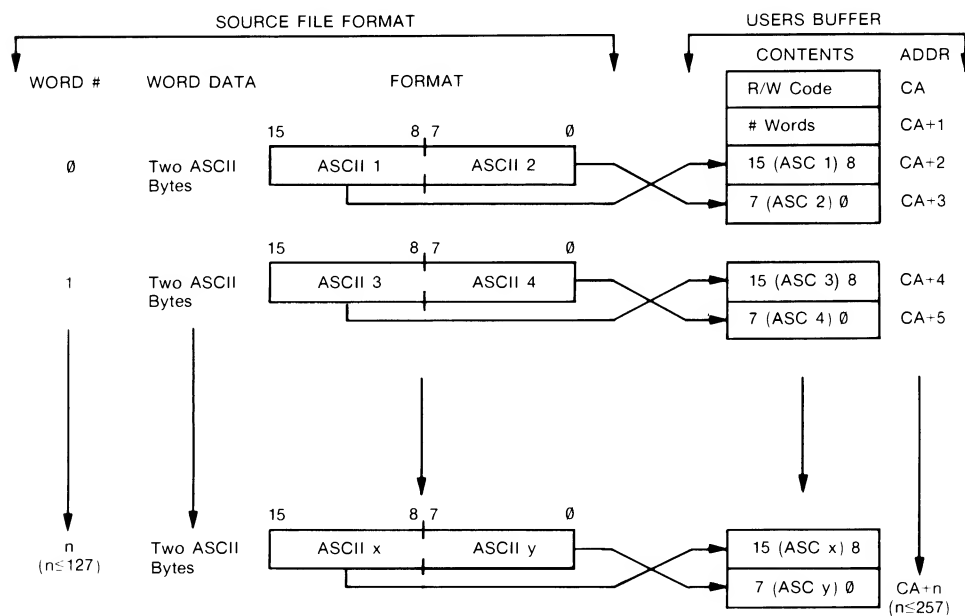 SOURCE FILE FORMAT
USERS BUFFER
CONTENTS ADDR
WORD # WORD DATA FORMAT
R/W Code CA
# Words CA+1
15 8 7 Ø
Ø Two ASCII Bytes ASCII 1 ASCII 2
15 (ASC 1) 8 CA+2
7 (ASC 2) Ø CA+3
15 8 7 Ø
1 Two ASCII Bytes ASCII 3 ASCII 4
15 (ASC 3) 8 CA+4
7 (ASC 4) Ø CA+5
15 8 7 Ø
n (n≤127) Two ASCII Bytes ASCII x ASCII y
15 (ASC x) 8
7 (ASC y) Ø CA+n
(n≤257)